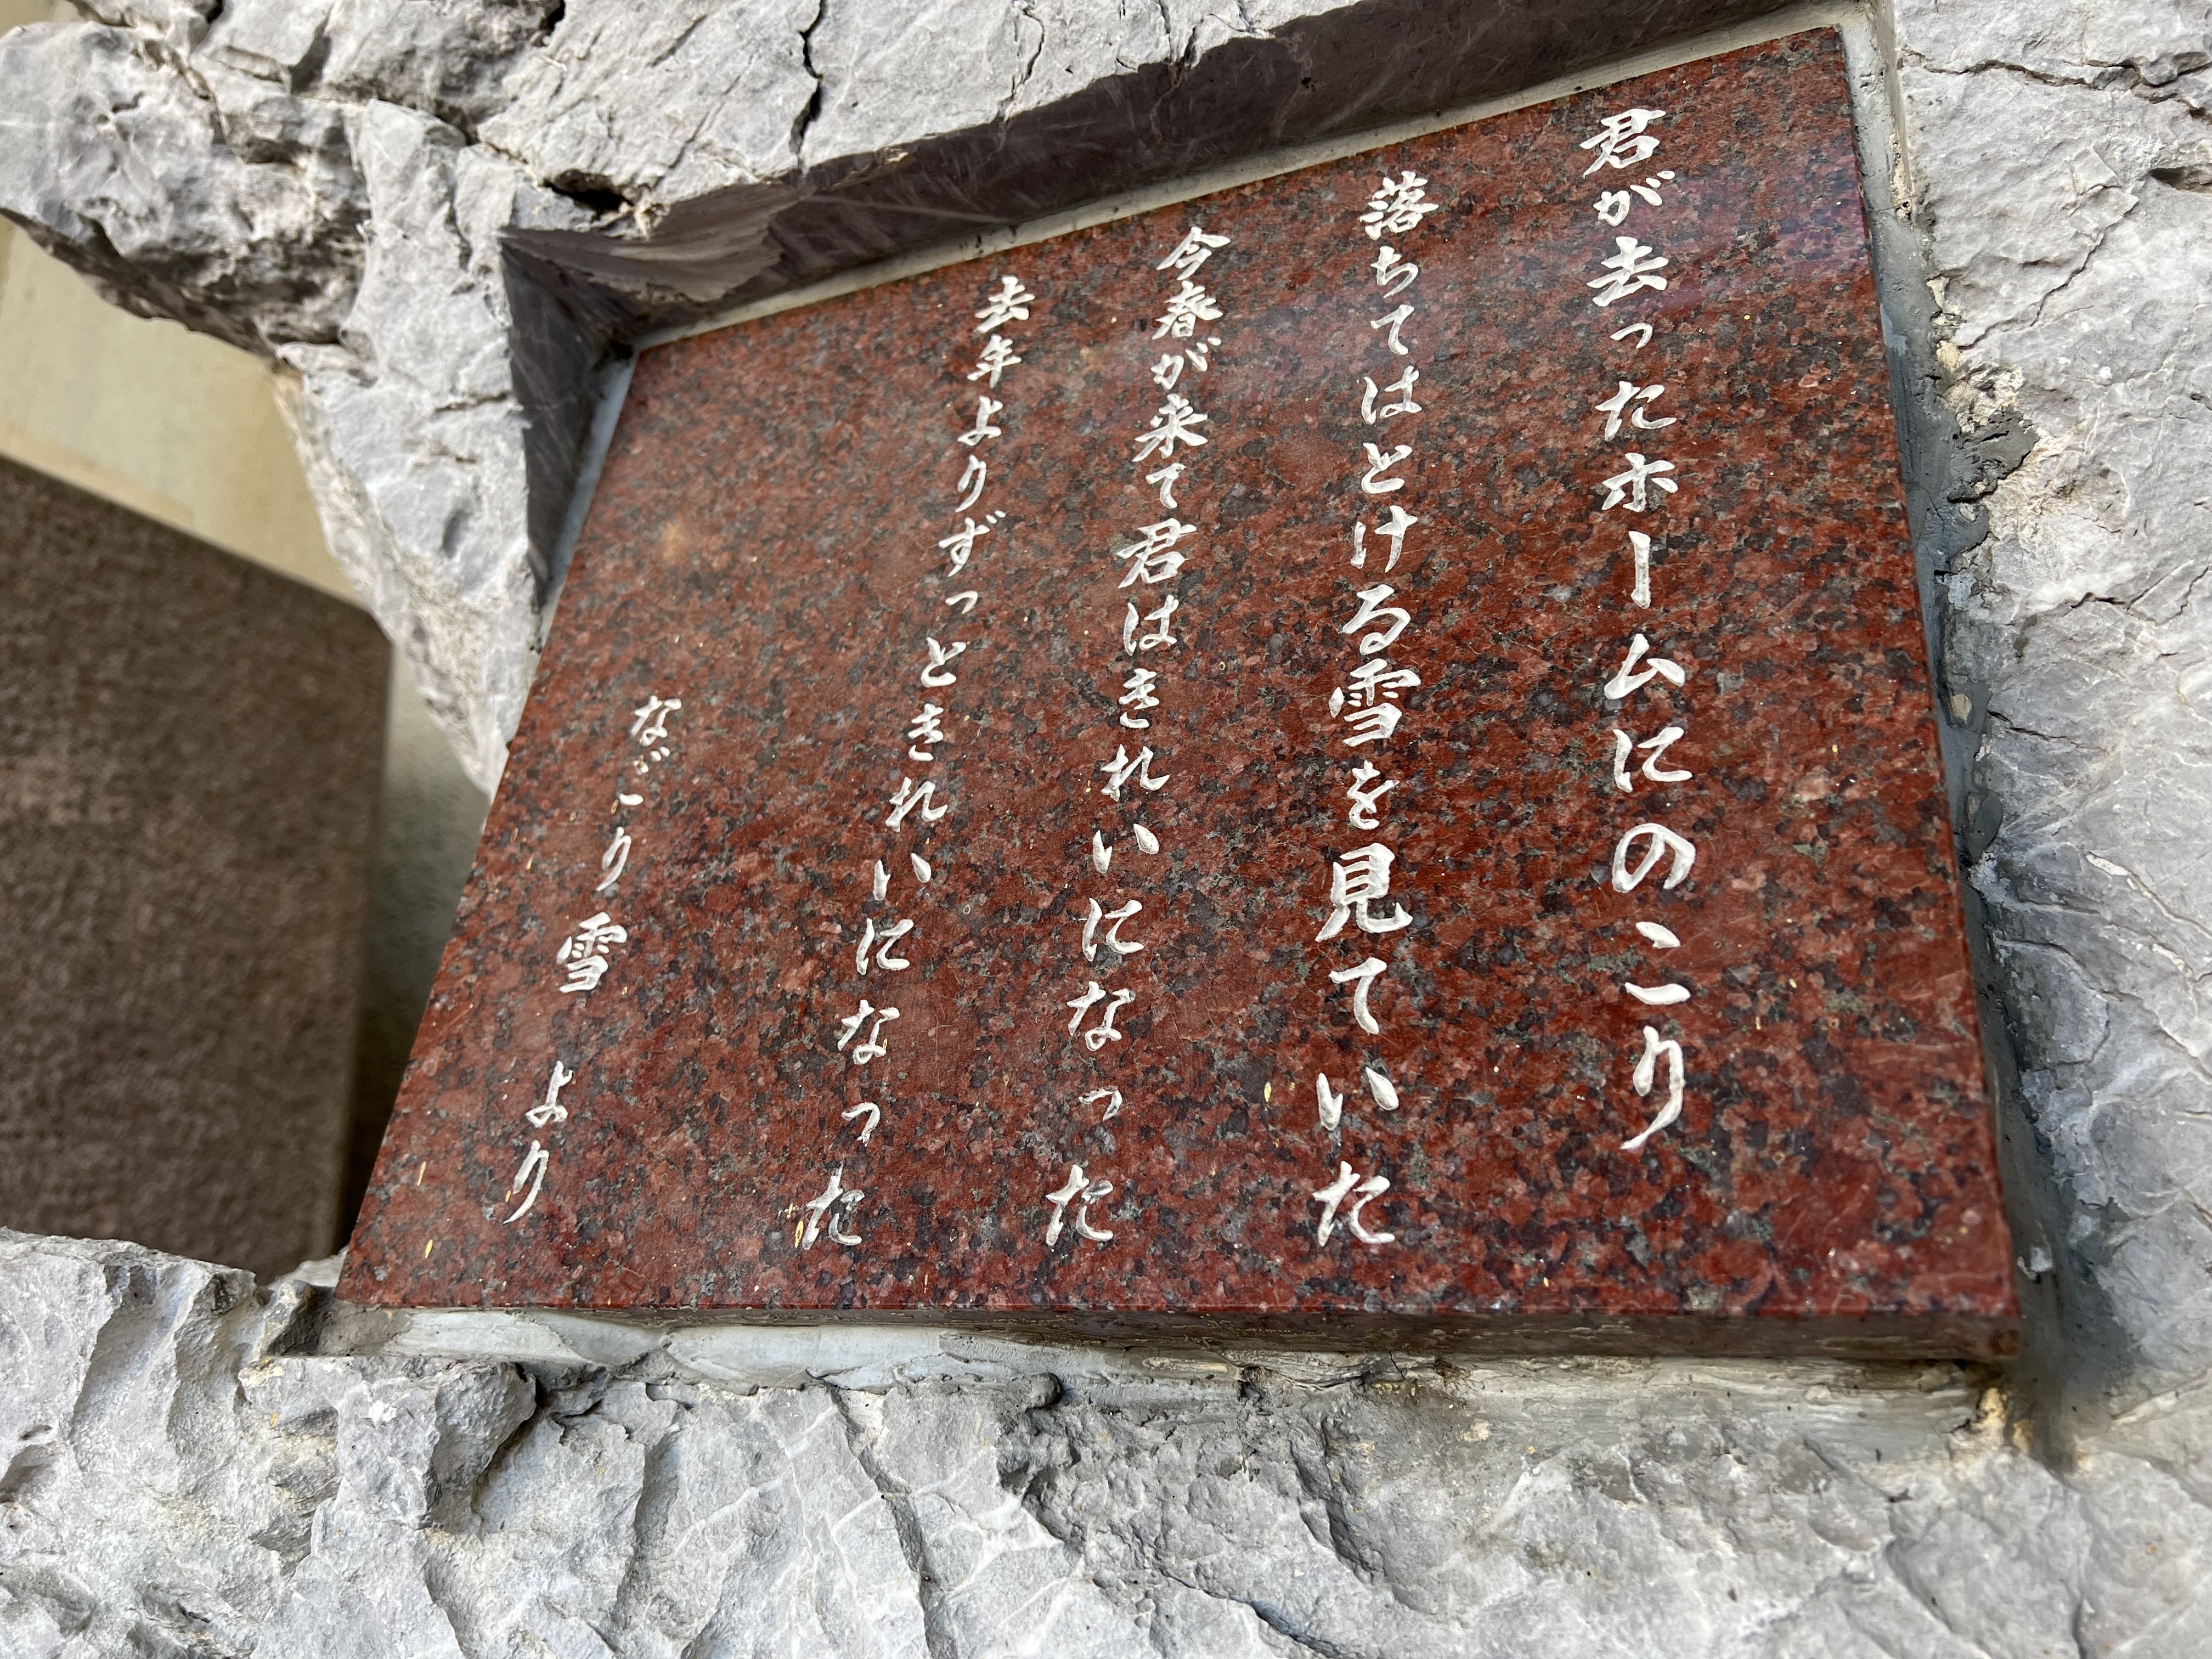 君が去ったホームにのこり
落ちてはとける雪を見ていた
今春が来て君はきれいになった
去年よりずっときれいになった
なごり雪 より